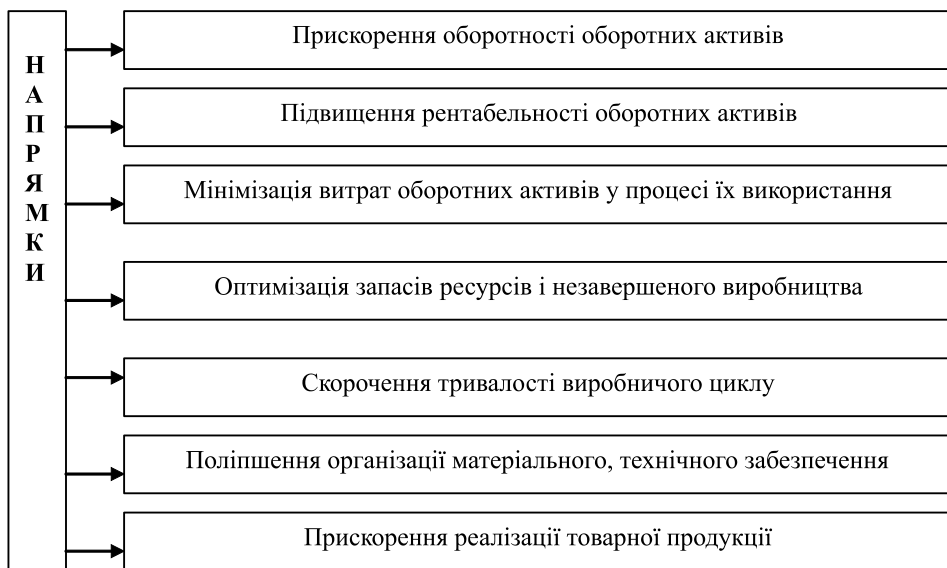 НАПРЯМКИ
Прискорення оборотності оборотних активів
Підвищення рентабельності оборотних активів
Мінімізація витрат оборотних активів у процесі їх використання
Оптимізація запасів ресурсів і незавершеного виробництва
Скорочення тривалості виробничого циклу
Поліпшення організації матеріального, технічного забезпечення
Прискорення реалізації товарної продукції